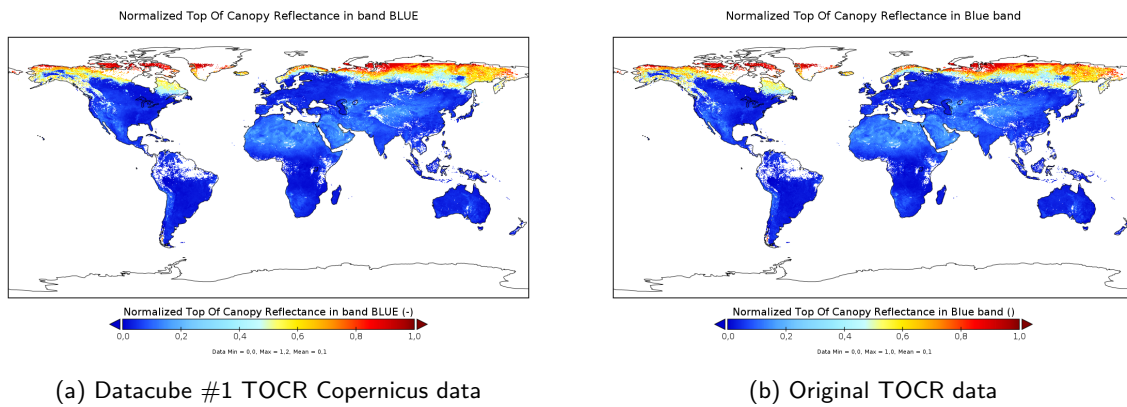 Normalized Top Of Canopy Reflectance in band BLUE
Normalized Top Of Canopy Reflectance in band BLUE (-)
0,0 0,2 0,4 0,6 0,8 1,0
Data Min = 0,0, Max = 1,2, Mean = 0,1
(a) Datacube #1 TOCR Copernicus data
Normalized Top Of Canopy Reflectance in Blue band
Normalized Top Of Canopy Reflectance in Blue band ()
0,0 0,2 0,4 0,6 0,8 1,0
Data Min = 0,0, Max = 1,0, Mean = 0,1
(b) Original TOCR data